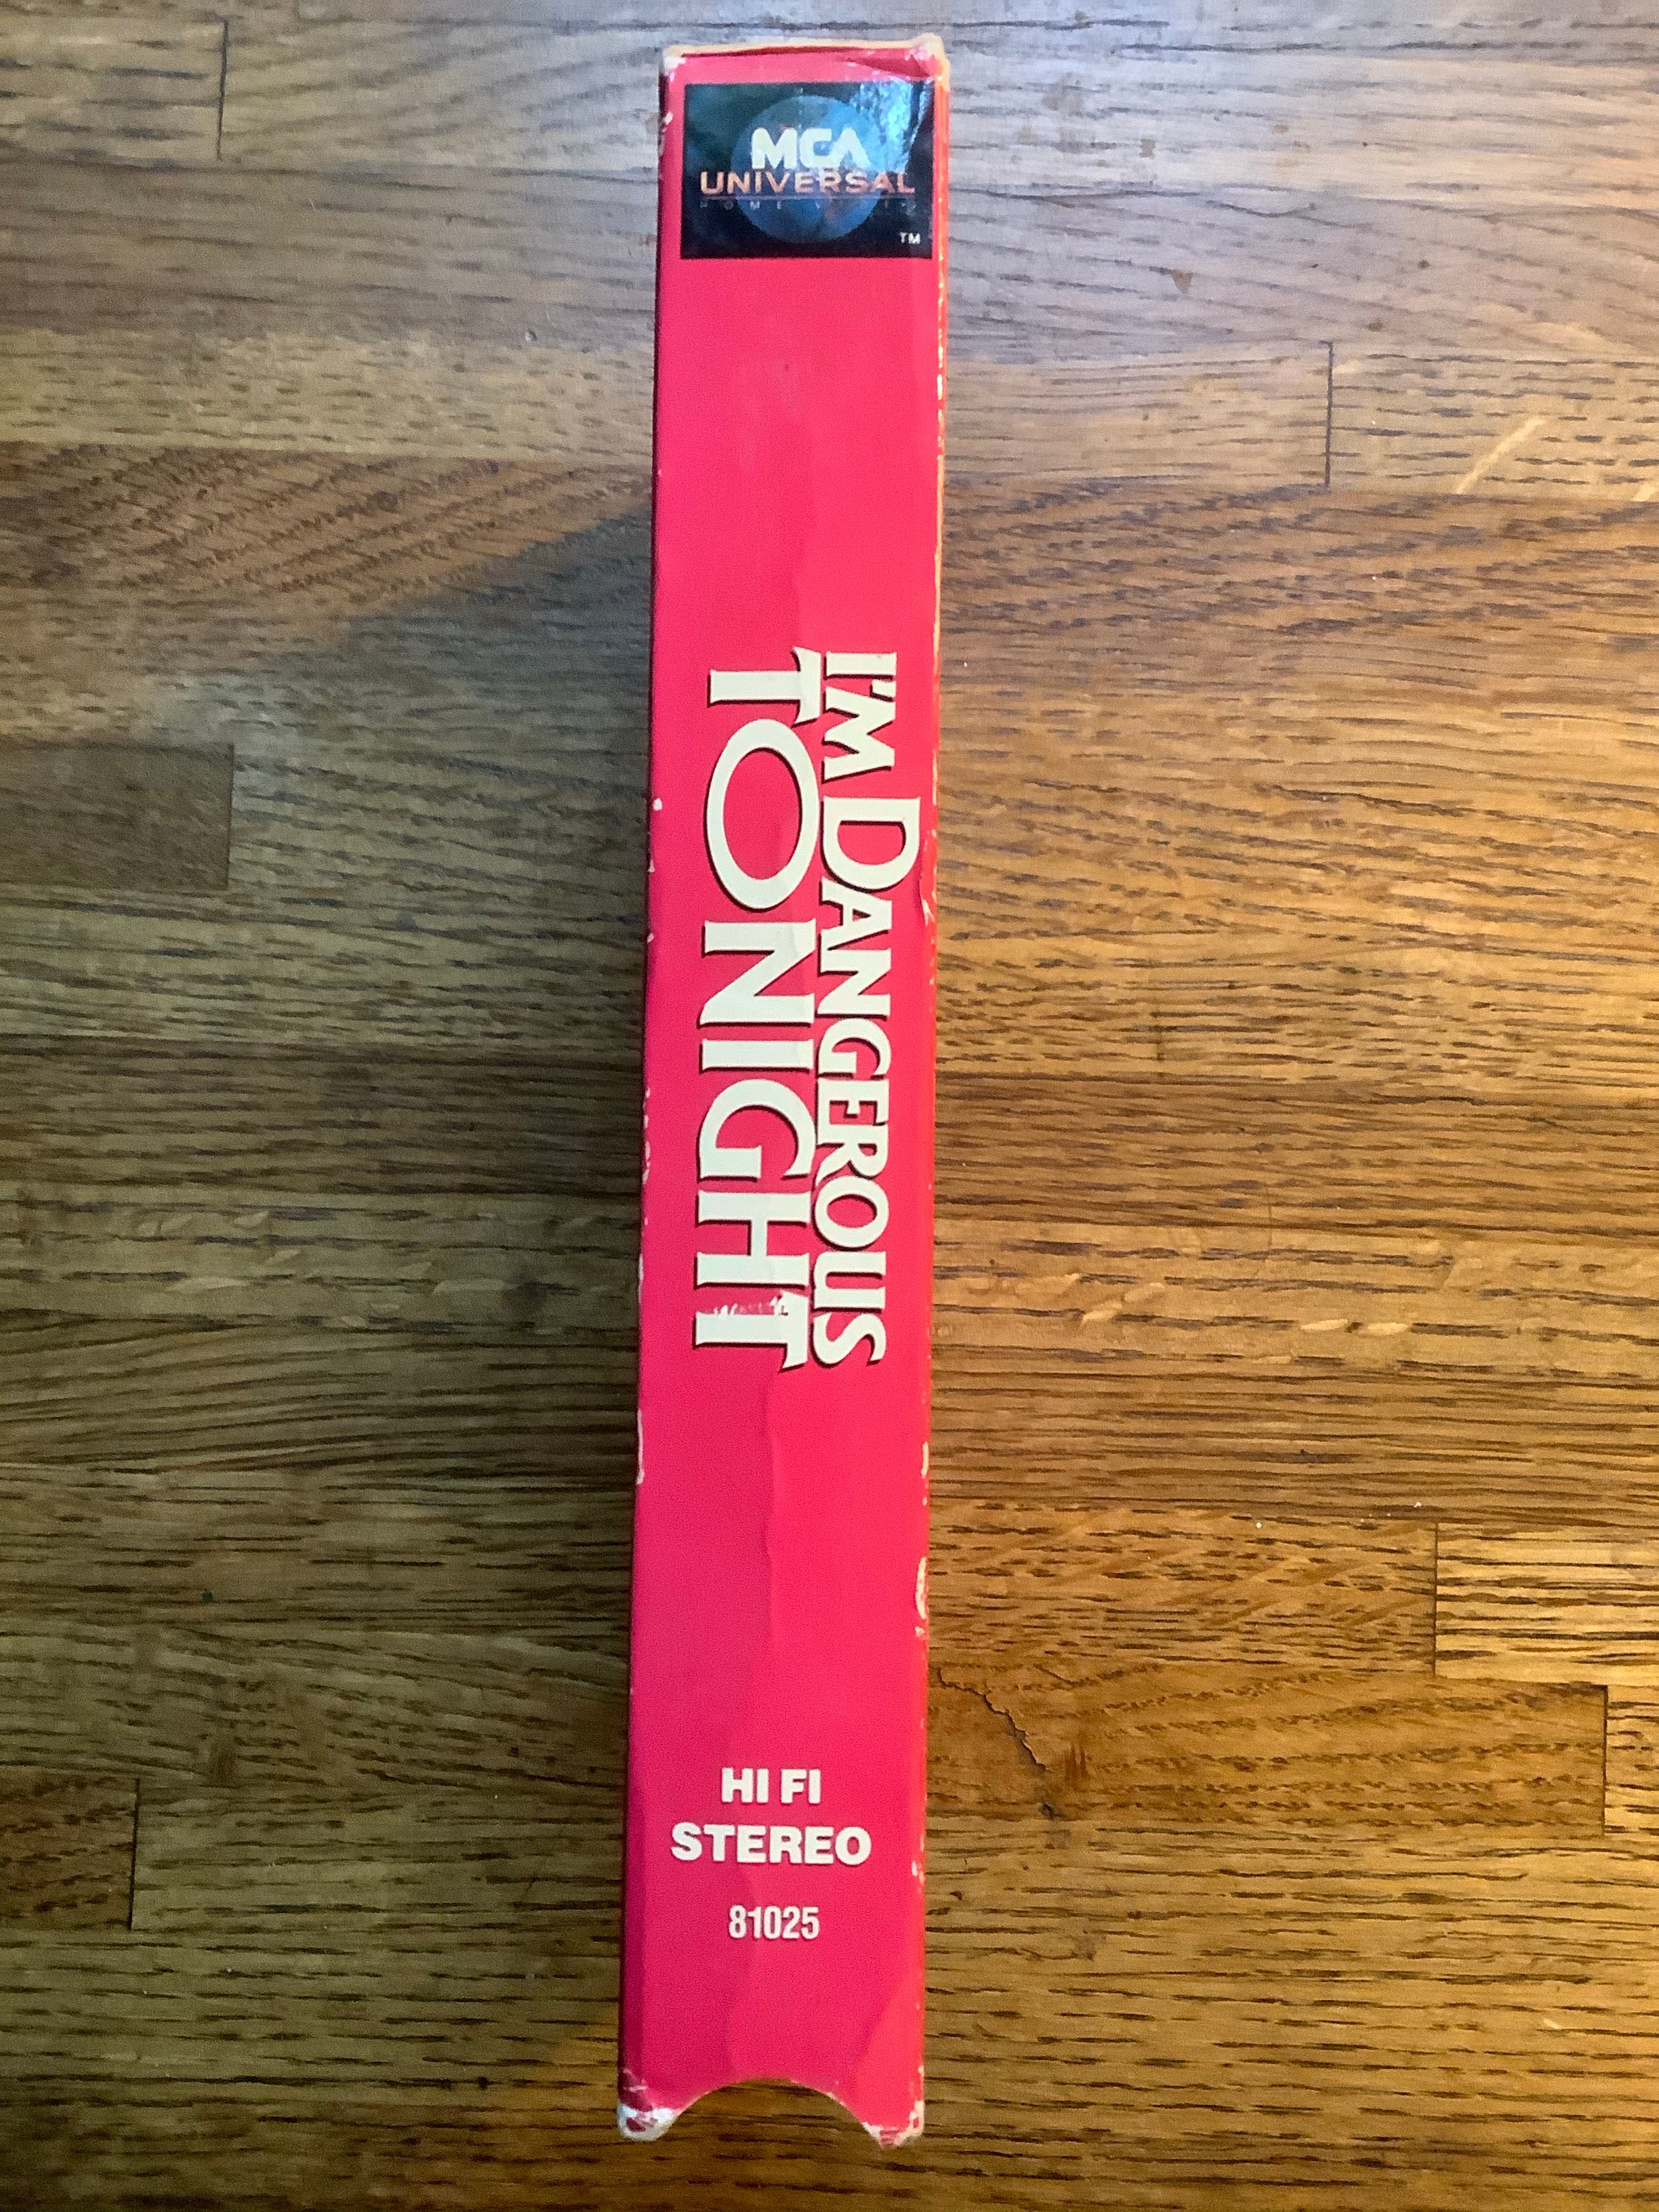 MCA
UNIVERSAL
HOME VIDEO
TM
I'M DANGEROUS
TONIGHT
HI FI
STEREO
81025